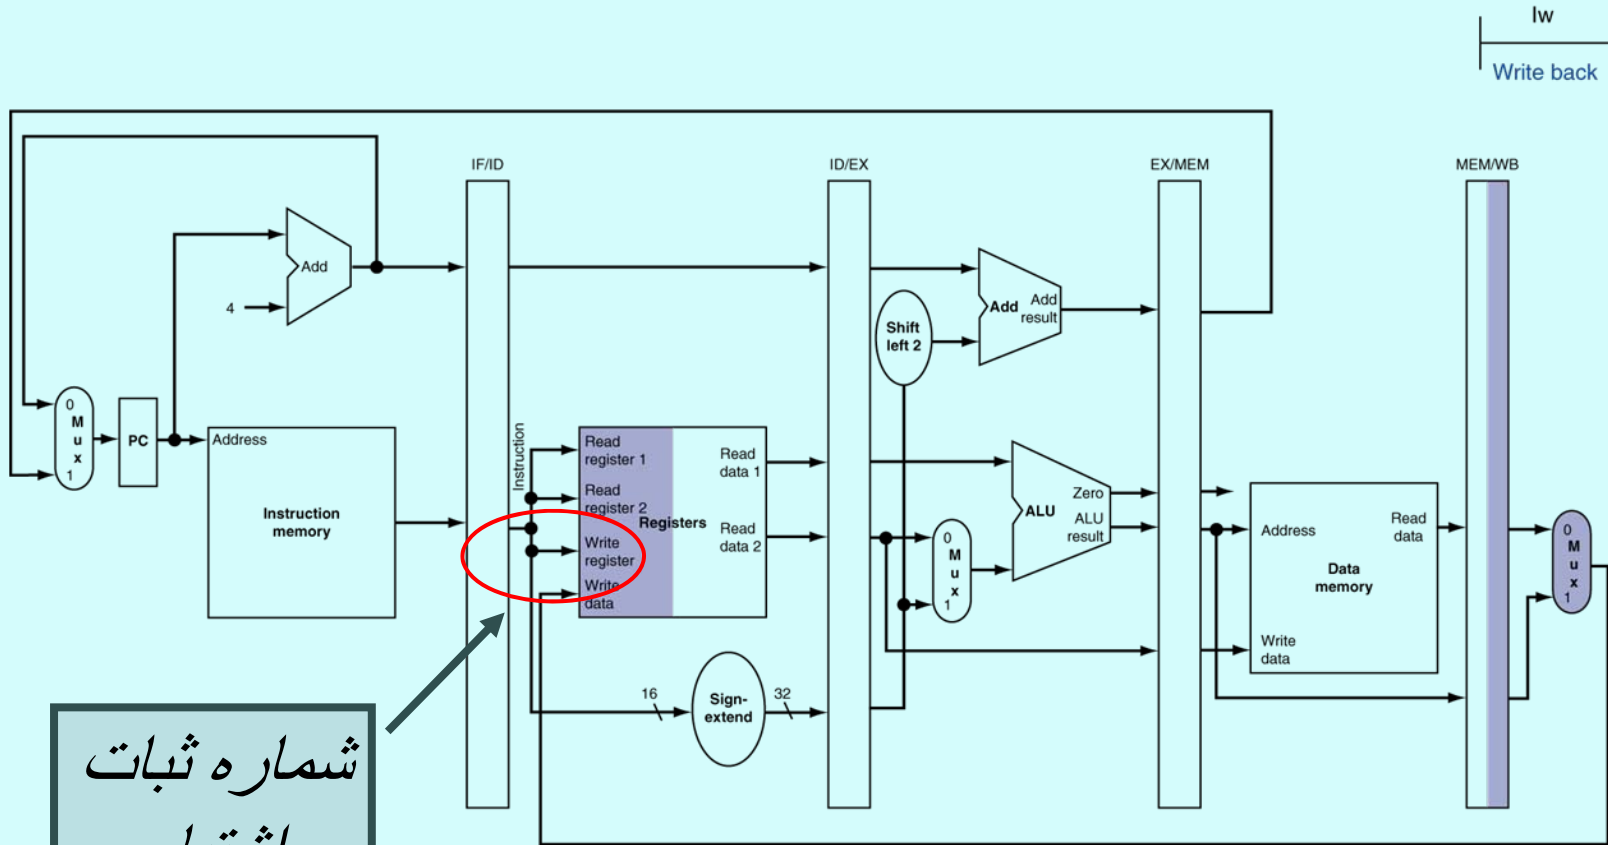 lw
Write back
IF/ID
ID/EX
EX/MEM
MEM/WB
Add
4
Add
Add
result
Shift
left 2
0
M
u
x
1
PC
Address
Instruction
memory
Instruction
Read
register 1
Read
register 2
Write
register
Write
data
Registers
Read
data 1
Read
data 2
16
Sign-
extend
32
0
M
u
x
1
Zero
ALU
ALU
result
Address
Read
data
Data
memory
Write
data
0
M
u
x
1
شماره ثبات